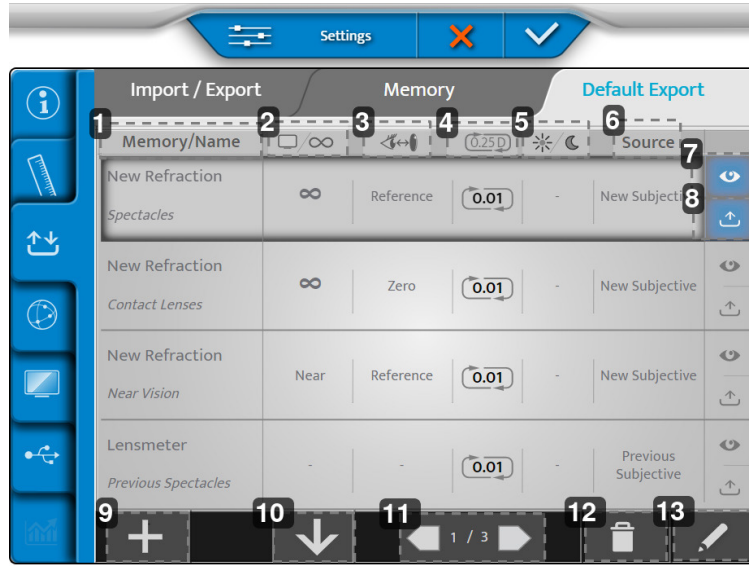 Settings
Import / Export Memory Default Export
1 2 3 4 5 6
Memory/Name /∞ 0.25 D / Source
7
New Refraction
Spectacles
∞ Reference 0.01 - New Subjective
8
New Refraction
Contact Lenses
∞ Zero 0.01 - New Subjective
New Refraction
Near Vision
Near Reference 0.01 - New Subjective
Lensmeter
Previous Spectacles
- - 0.01 - Previous
Subjective
9 10 11 12 13
1 / 3